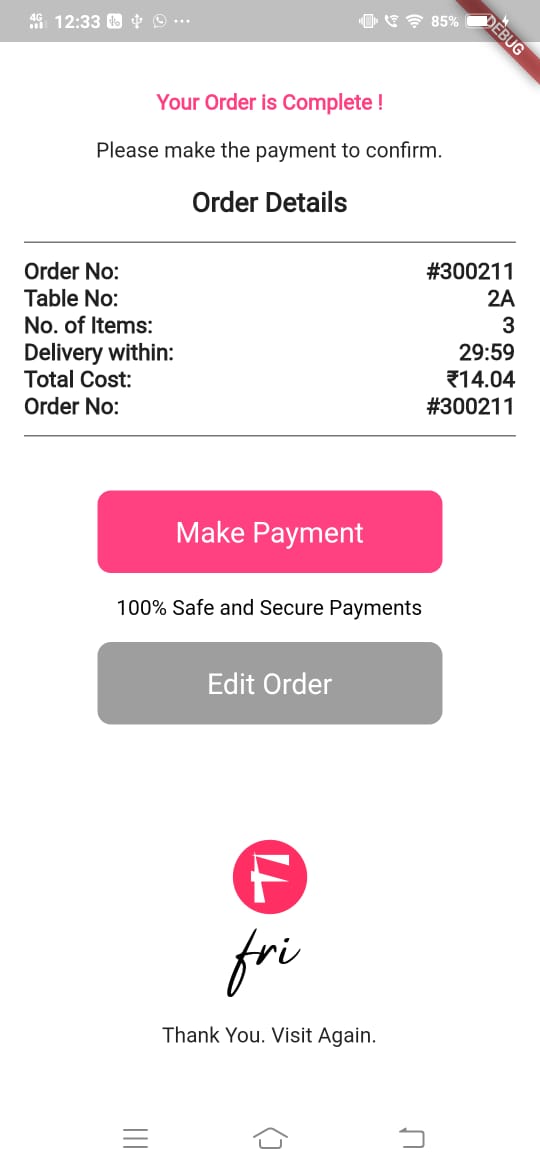 4G 12:33 85%
DEBUG
Your Order is Complete !
Please make the payment to confirm.
Order Details
Order No: #300211
Table No: 2A
No. of Items: 3
Delivery within: 29:59
Total Cost: ₹14.04
Order No: #300211
Make Payment
100% Safe and Secure Payments
Edit Order
F
fri
Thank You. Visit Again.